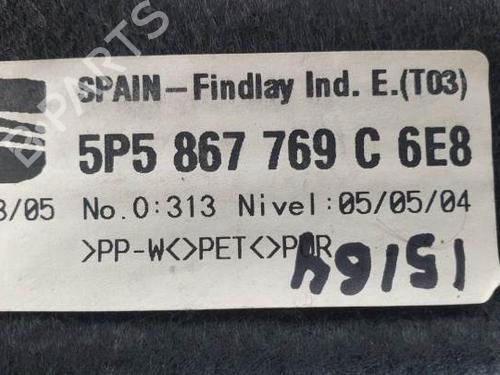 SPAIN–Findlay Ind. E.(T03)
5P5 867 769 C 6E8
3/05 No.O:313 Nivel:05/05/04
>PP-W<>PET<>PUR
15164
B-PARTS